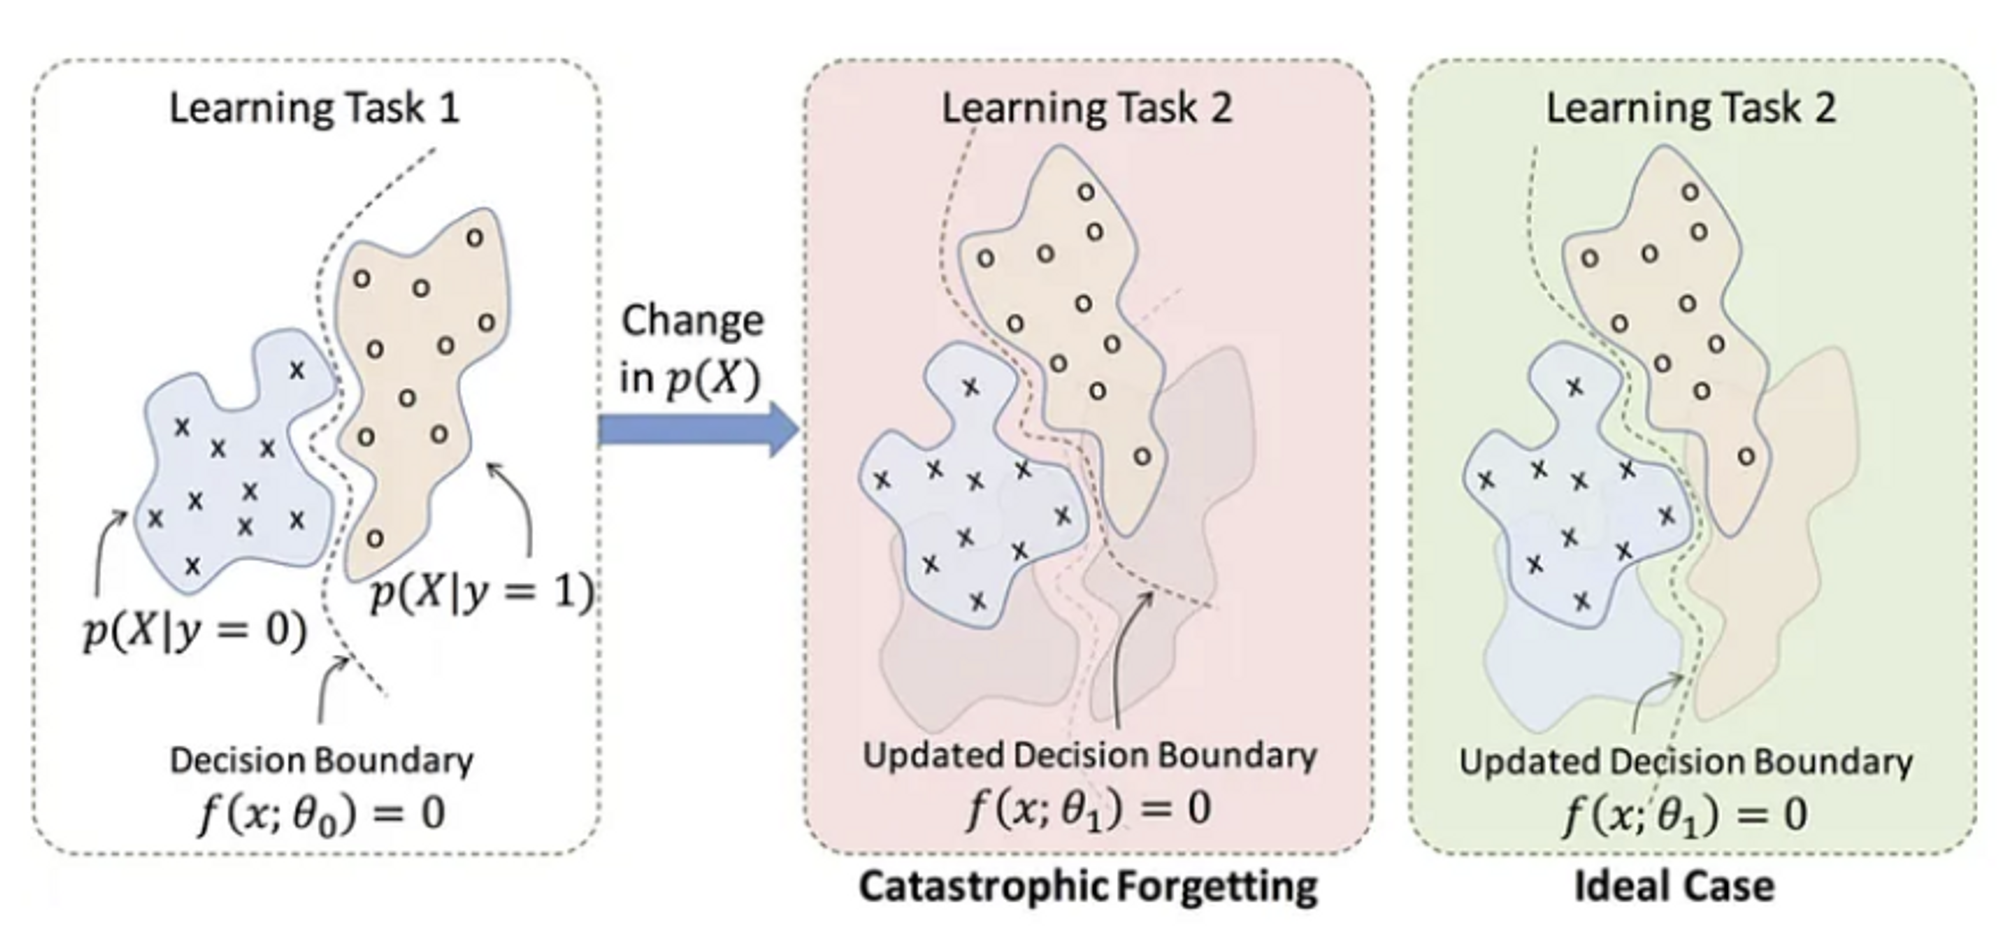 Learning Task 1
p(X|y = 0)
p(X|y = 1)
Decision Boundary
f(x; θ₀) = 0
Change
in p(X)
Learning Task 2
Updated Decision Boundary
f(x; θ₁) = 0
Catastrophic Forgetting
Learning Task 2
Updated Decision Boundary
f(x; θ₁) = 0
Ideal Case